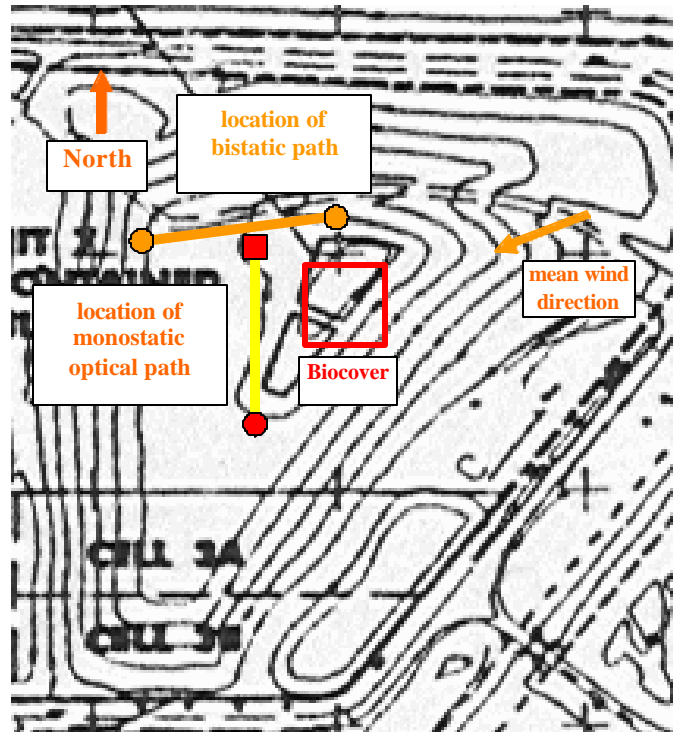 location of
bistatic path
North
mean wind
direction
location of
monostatic
optical path
Biocover
CELL 3A
CELL 3B